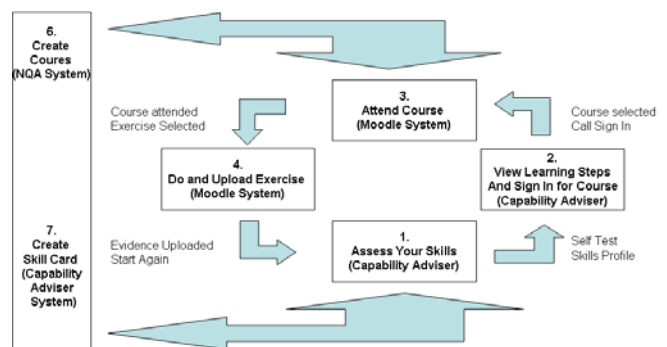 6.
Create
Coures
(NQA System)
3.
Attend Course
(Moodle System)
Course attended
Exercise Selected
Course selected
Call Sign In
4.
Do and Upload Exercise
(Moodle System)
2.
View Learning Steps
And Sign In for Course
(Capability Adviser)
7.
Create
Skill Card
(Capability
Adviser
System)
Evidence Uploaded
Start Again
1.
Assess Your Skills
(Capability Adviser)
Self Test
Skills Profile